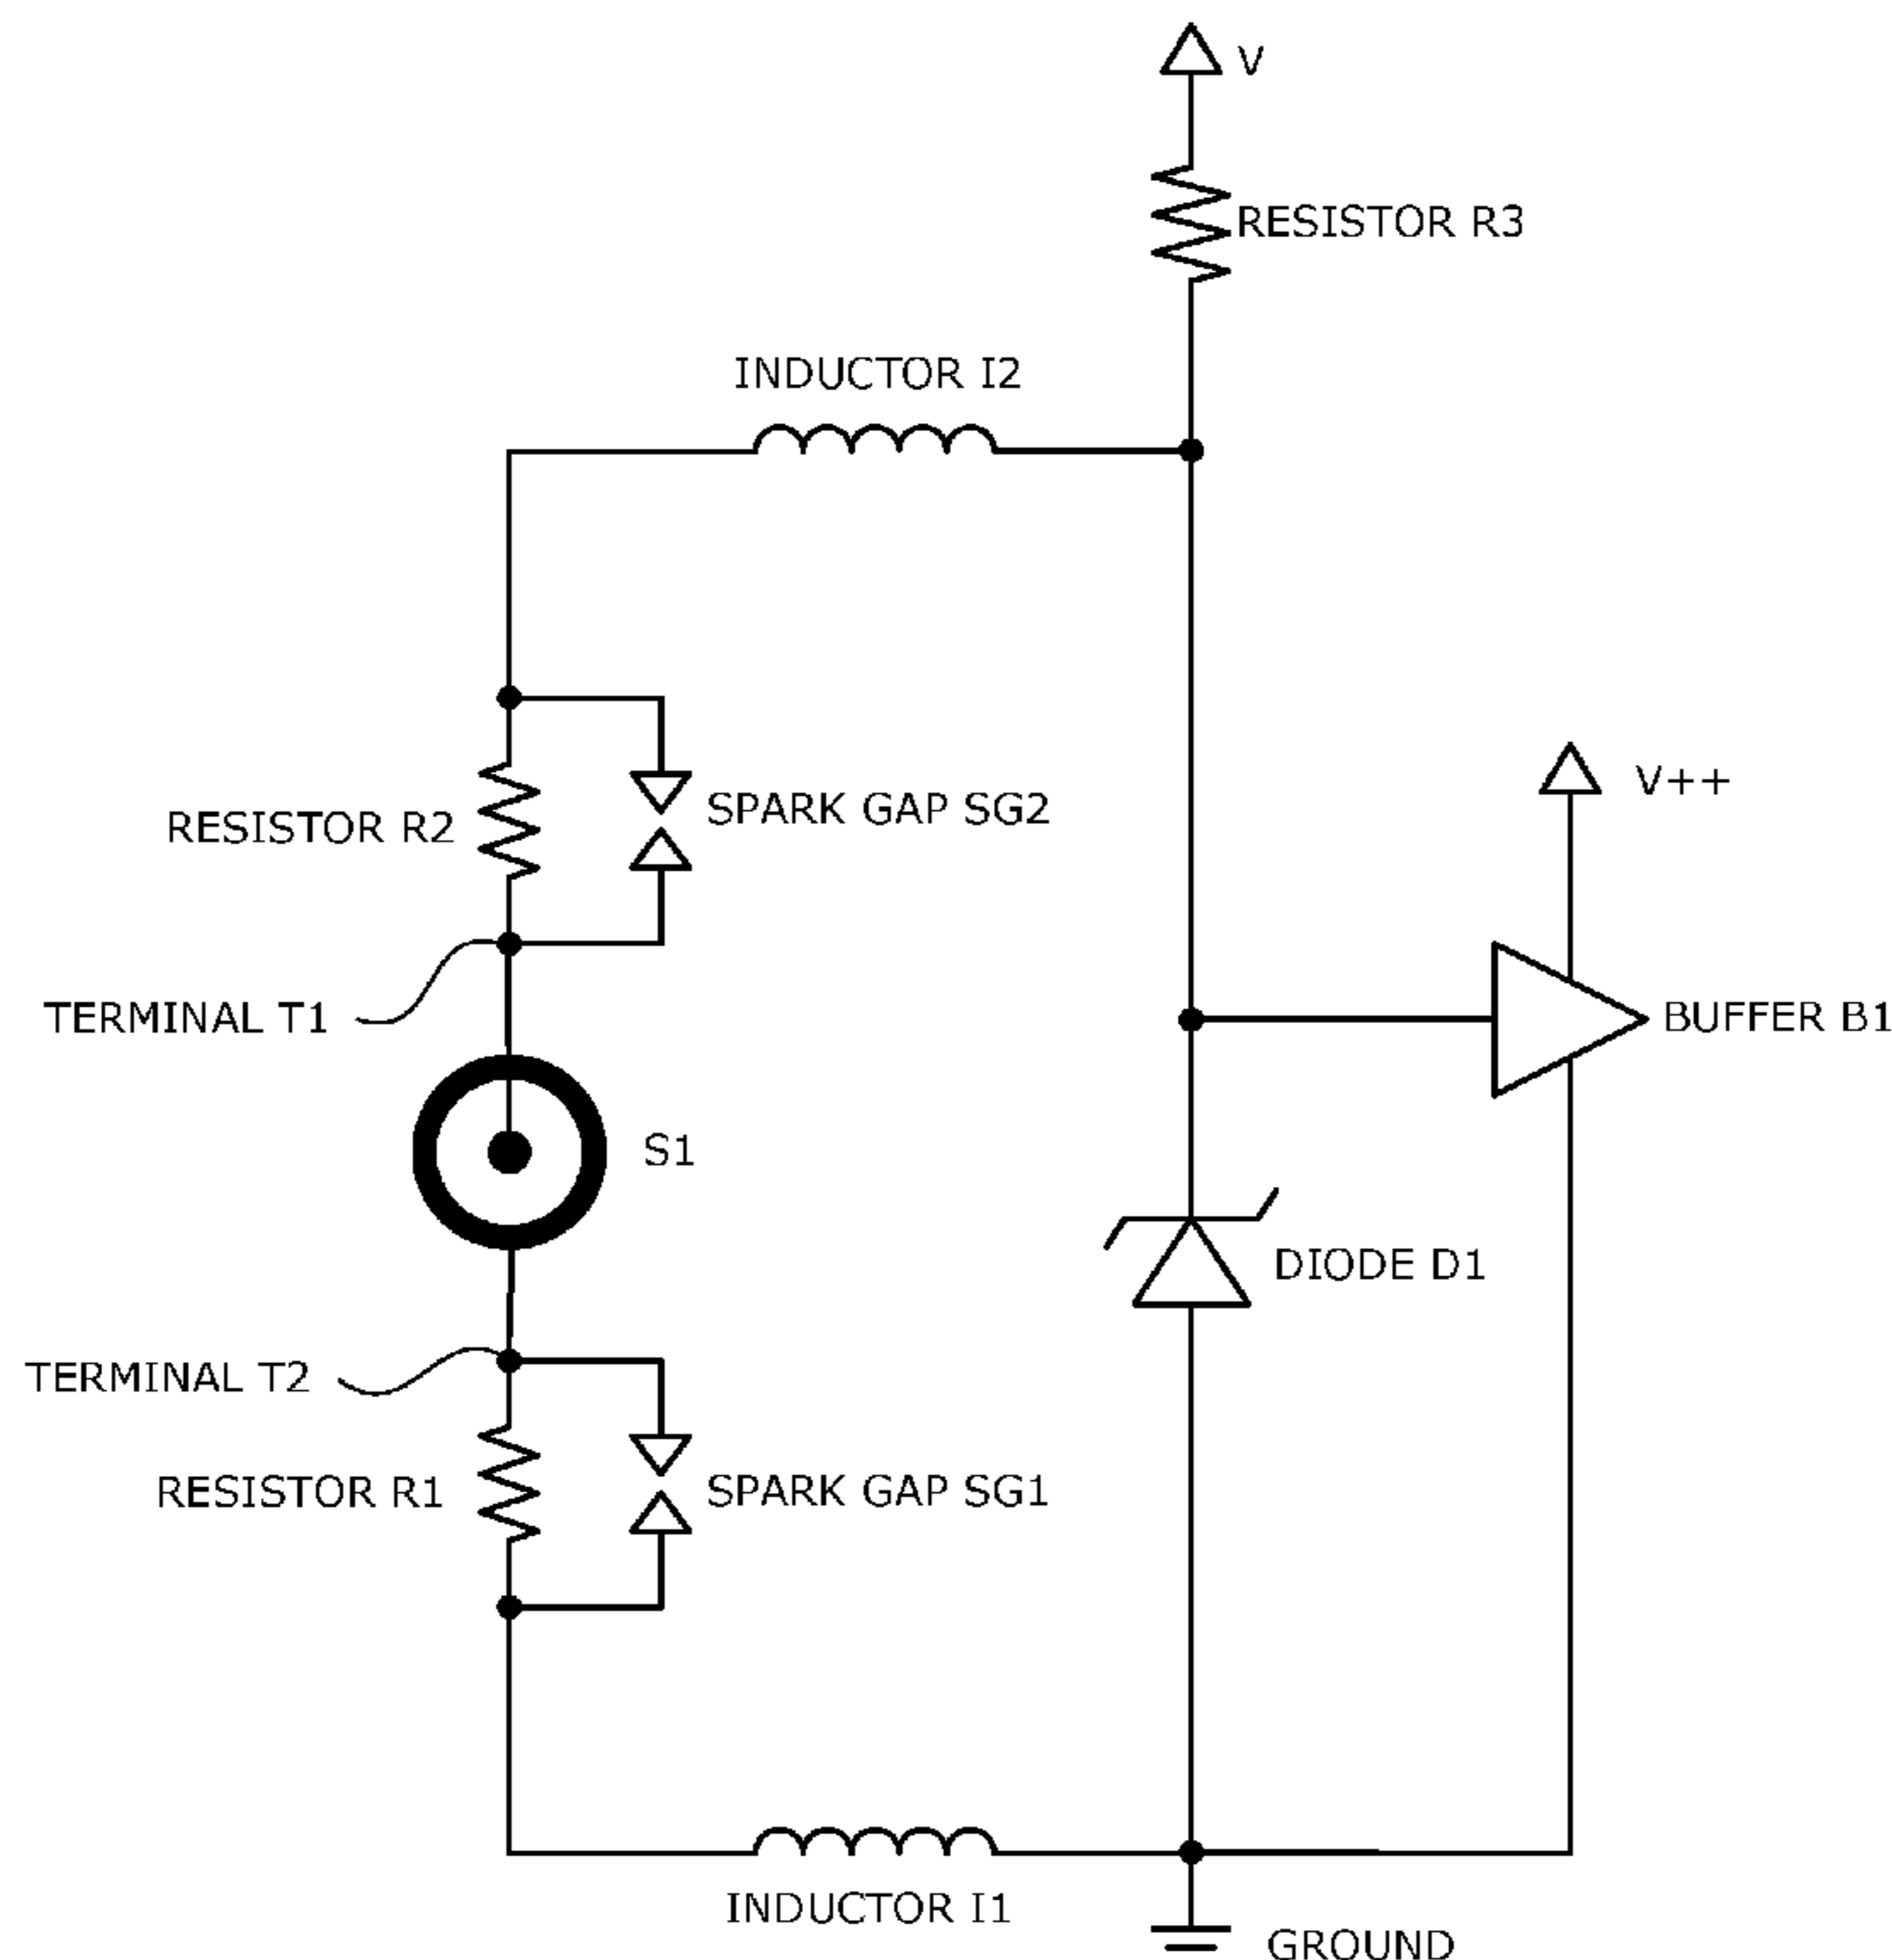 V
RESISTOR R3
INDUCTOR I2
V++
RESISTOR R2
SPARK GAP SG2
TERMINAL T1
BUFFER B1
S1
DIODE D1
TERMINAL T2
RESISTOR R1
SPARK GAP SG1
INDUCTOR I1
GROUND